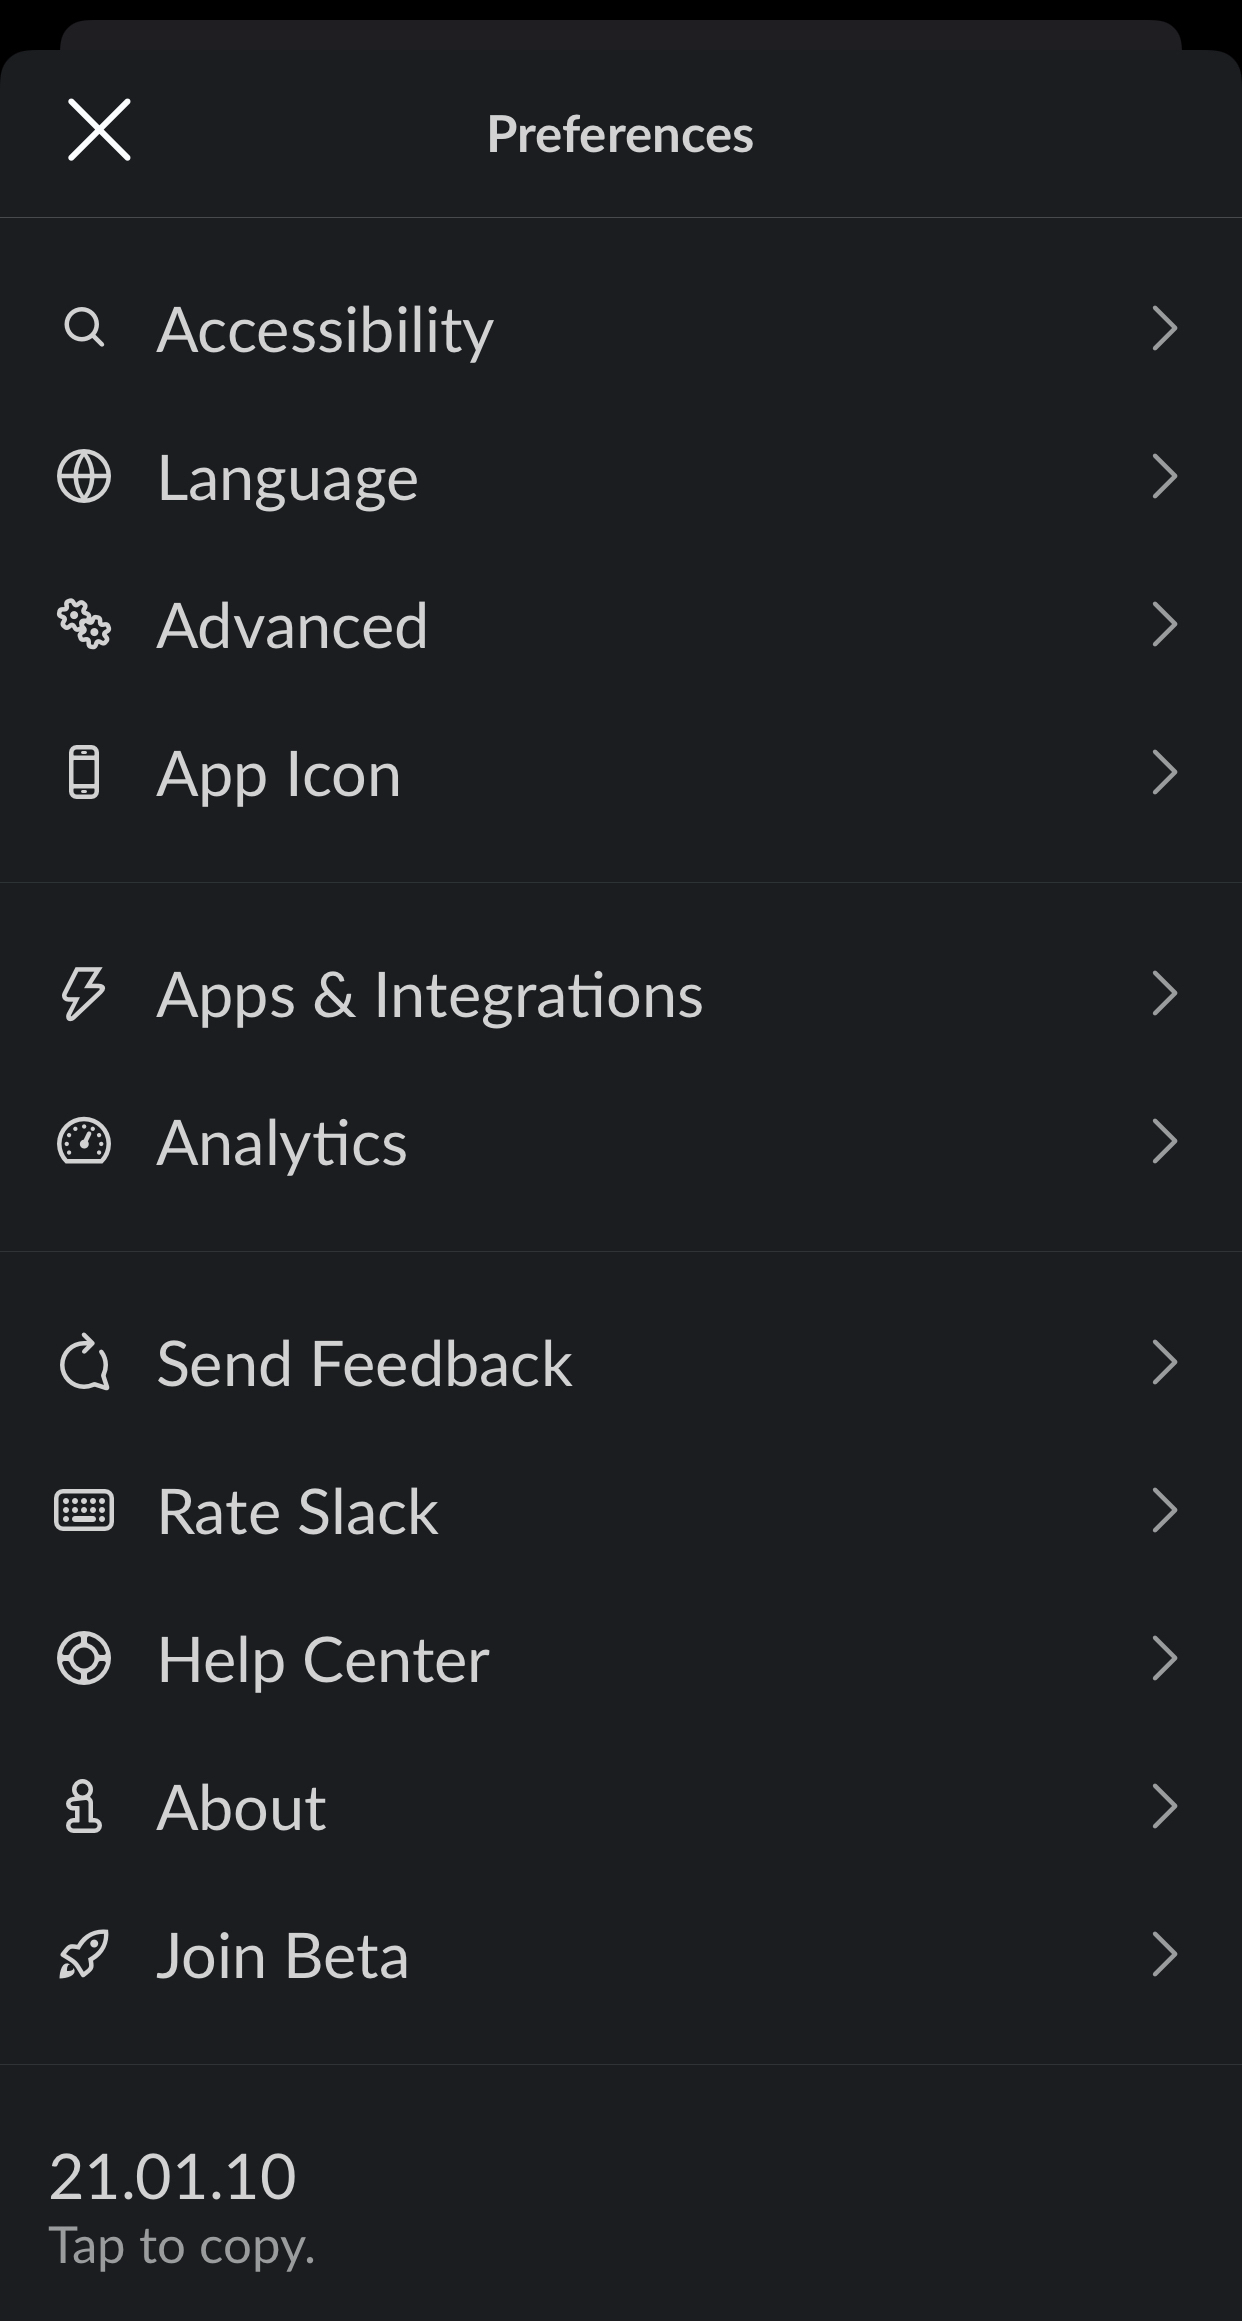 Preferences
Accessibility
Language
Advanced
App Icon
Apps & Integrations
Analytics
Send Feedback
Rate Slack
Help Center
About
Join Beta
21.01.10
Tap to copy.